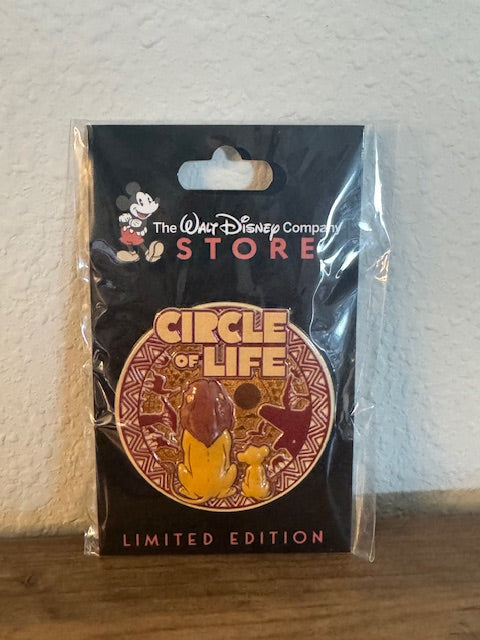 The Walt Disney Company
STORE
CIRCLE
OF LIFE
LIMITED EDITION